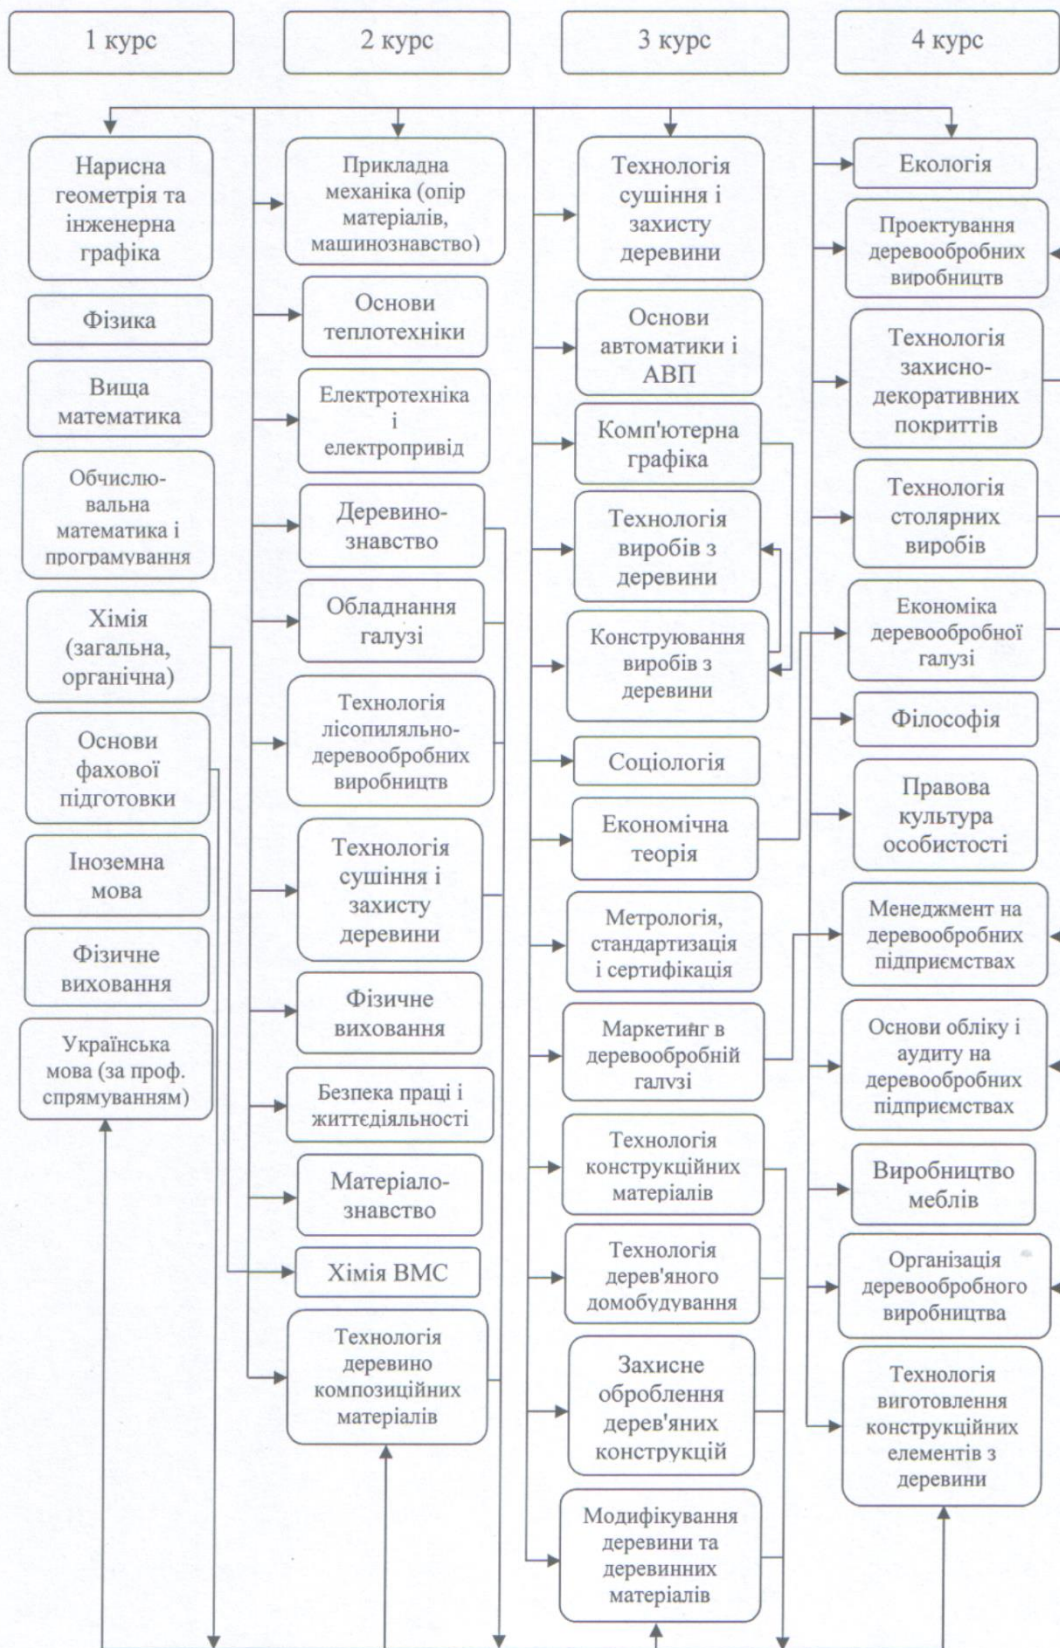 1 курс
2 курс
3 курс
4 курс
Нарисна
геометрія та
інженерна
графіка
Фізика
Вища
математика
Обчислю-
вальна
математика і
програмування
Хімія
(загальна,
органічна)
Основи
фахової
підготовки
Іноземна
мова
Фізичне
виховання
Українська
мова (за проф.
спрямуванням)
Прикладна
механіка (опір
матеріалів,
машинознавство)
Основи
теплотехніки
Електротехніка
і
електропривід
Деревино-
знавство
Обладнання
галузі
Технологія
лісопиляльно-
деревообробних
виробництв
Технологія
сушіння і
захисту
деревини
Фізичне
виховання
Безпека праці і
життєдіяльності
Матеріало-
знавство
Хімія ВМС
Технологія
деревино
композиційних
матеріалів
Технологія
сушіння і
захисту
деревини
Основи
автоматики і
АВП
Комп'ютерна
графіка
Технологія
виробів з
деревини
Конструювання
виробів з
деревини
Соціологія
Економічна
теорія
Метрологія,
стандартизація
і сертифікація
Маркетинг в
деревообробній
галузі
Технологія
конструкційних
матеріалів
Технологія
дерев'яного
домобудування
Захисне
оброблення
дерев'яних
конструкцій
Модифікування
деревини та
деревинних
матеріалів
Екологія
Проектування
деревообробних
виробництв
Технологія
захисно-
декоративних
покриттів
Технологія
столярних
виробів
Економіка
деревообробної
галузі
Філософія
Правова
культура
особистості
Менеджмент на
деревообробних
підприємствах
Основи обліку і
аудиту на
деревообробних
підприємствах
Виробництво
меблів
Організація
деревообробного
виробництва
Технологія
виготовлення
конструкційних
елементів з
деревини